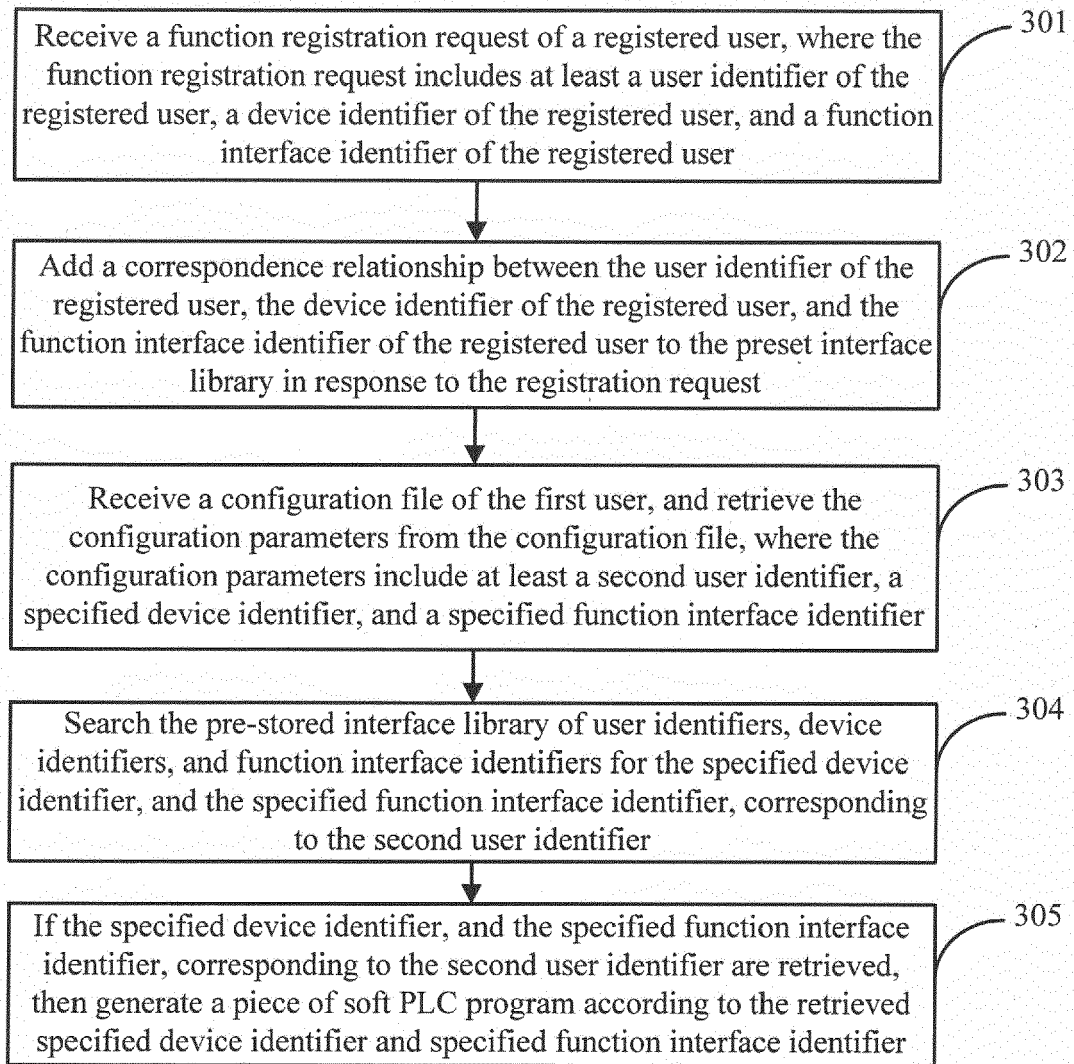 Receive a function registration request of a registered user, where the
function registration request includes at least a user identifier of the
registered user, a device identifier of the registered user, and a function
interface identifier of the registered user
301
Add a correspondence relationship between the user identifier of the
registered user, the device identifier of the registered user, and the
function interface identifier of the registered user to the preset interface
library in response to the registration request
302
Receive a configuration file of the first user, and retrieve the
configuration parameters from the configuration file, where the
configuration parameters include at least a second user identifier, a
specified device identifier, and a specified function interface identifier
303
Search the pre-stored interface library of user identifiers, device
identifiers, and function interface identifiers for the specified device
identifier, and the specified function interface identifier, corresponding
to the second user identifier
304
If the specified device identifier, and the specified function interface
identifier, corresponding to the second user identifier are retrieved,
then generate a piece of soft PLC program according to the retrieved
specified device identifier and specified function interface identifier
305